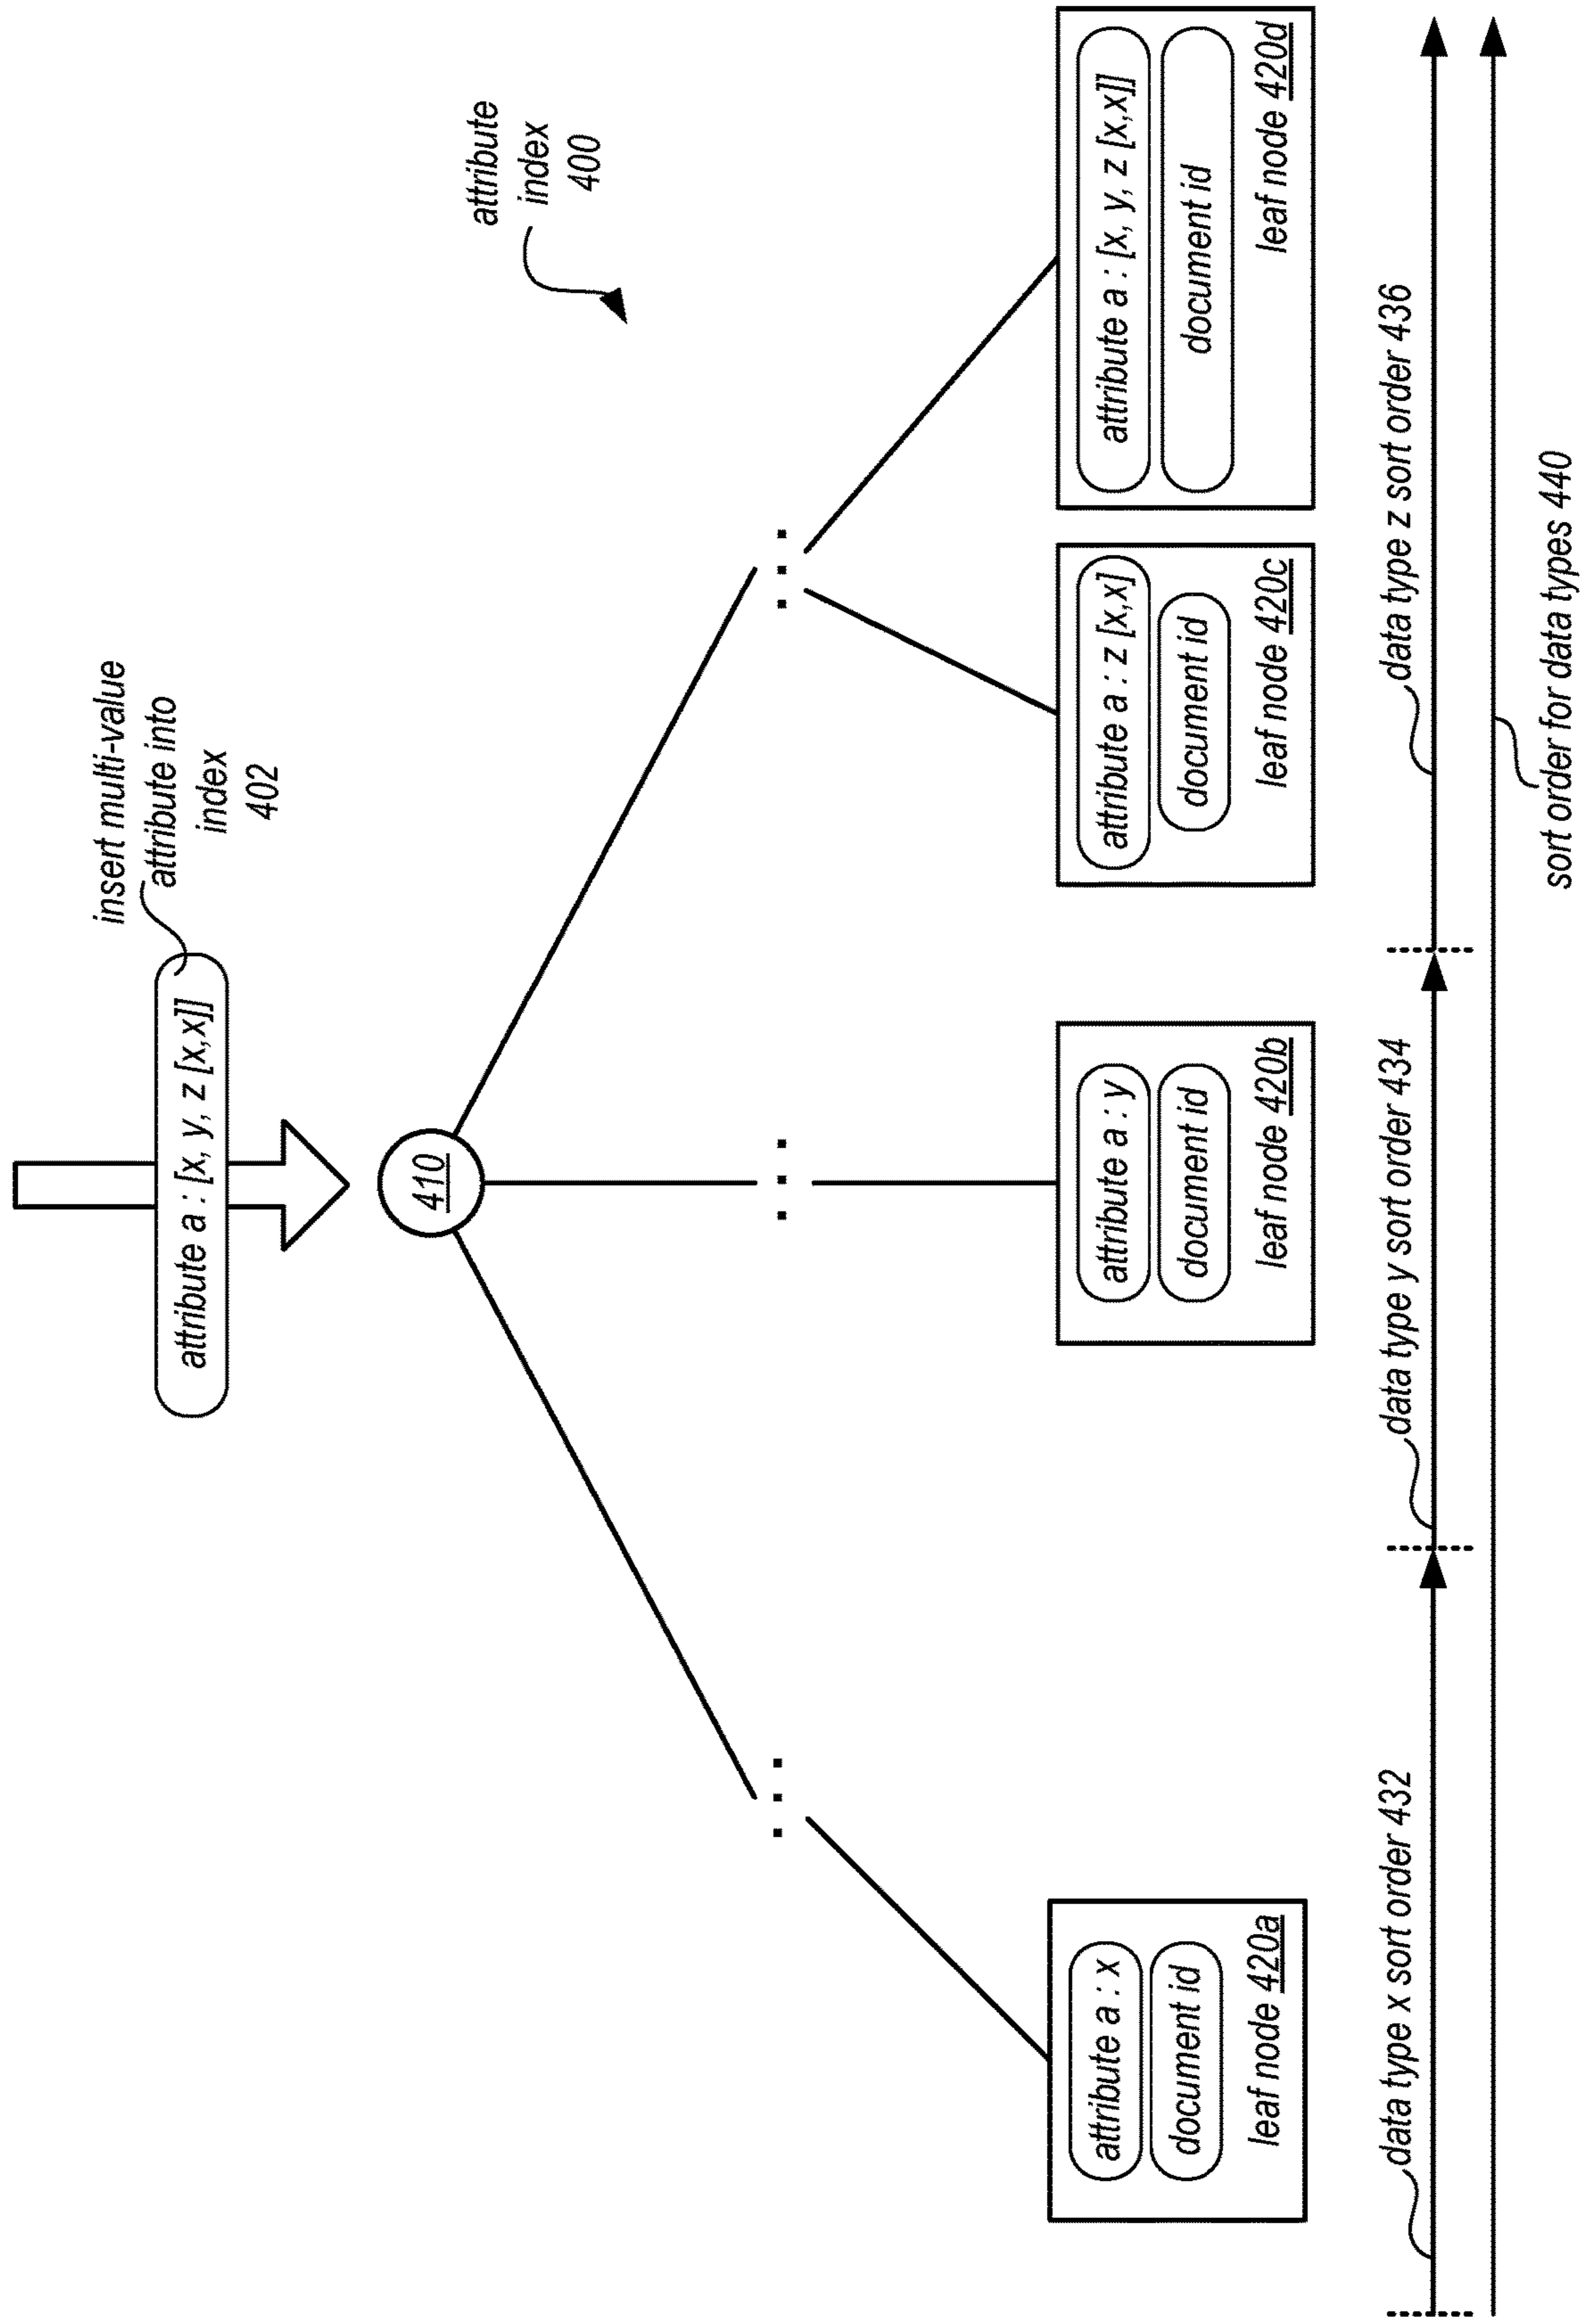 insert multi-value
attribute into
index
402
attribute a : [x, y, z [x,x]]
attribute
index
400
410
attribute a : x
document id
leaf node 420a
attribute a : y
document id
leaf node 420b
attribute a : z [x,x]
document id
leaf node 420c
attribute a : [x, y, z [x,x]]
document id
leaf node 420d
data type x sort order 432
data type y sort order 434
data type z sort order 436
sort order for data types 440